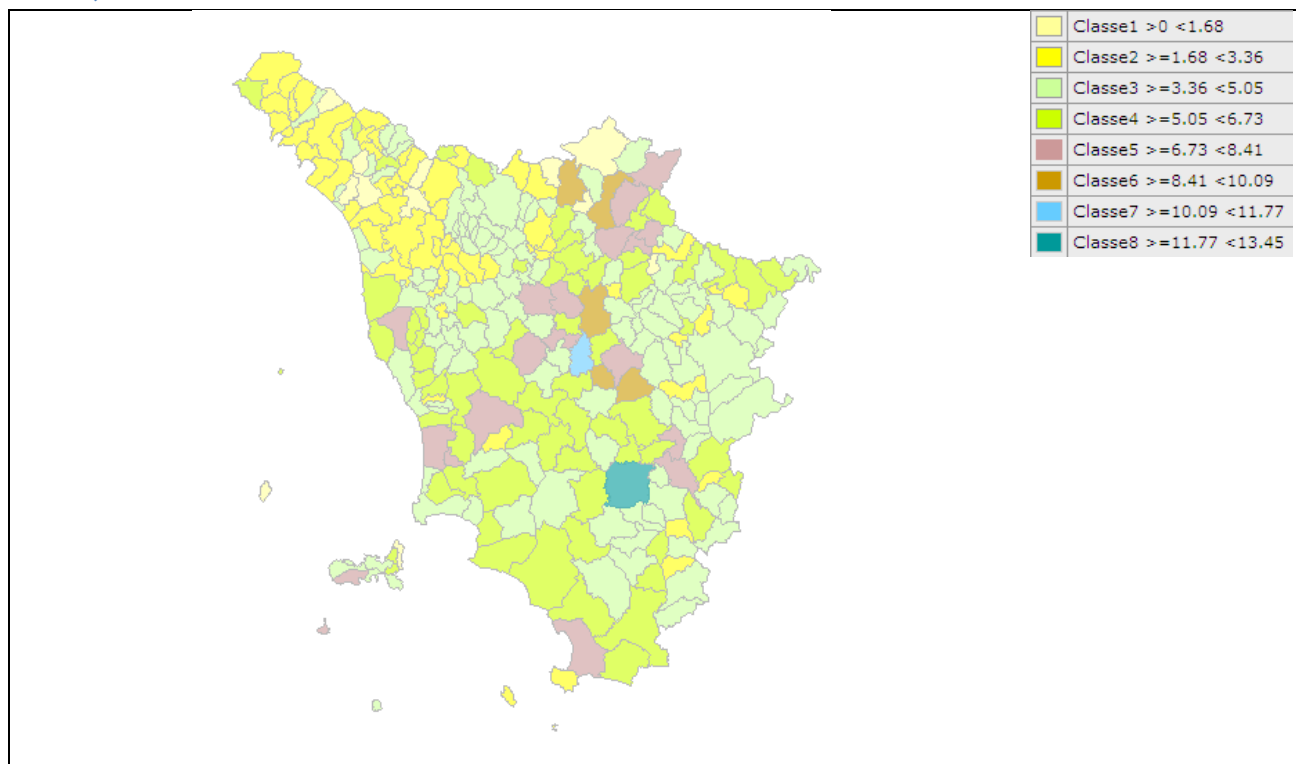 Classe1 >0 <1.68
Classe2 >=1.68 <3.36
Classe3 >=3.36 <5.05
Classe4 >=5.05 <6.73
Classe5 >=6.73 <8.41
Classe6 >=8.41 <10.09
Classe7 >=10.09 <11.77
Classe8 >=11.77 <13.45